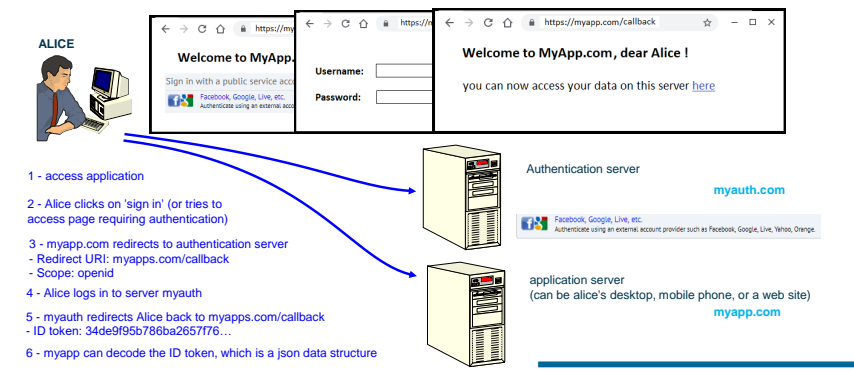 ALICE
https://my
Welcome to MyApp.
Sign in with a public service acco
Facebook, Google, Live, etc.
Authenticate using an external acco
https://m
Username:
Password:
https://myapp.com/callback
Welcome to MyApp.com, dear Alice !
you can now access your data on this server here
1 - access application
2 - Alice clicks on 'sign in' (or tries to
access page requiring authentication)
3 - myapp.com redirects to authentication server
- Redirect URI: myapps.com/callback
- Scope: openid
4 - Alice logs in to server myauth
5 - myauth redirects Alice back to myapps.com/callback
- ID token: 34de9f95b786ba2657f76…
6 - myapp can decode the ID token, which is a json data structure
Authentication server
myauth.com
Facebook, Google, Live, etc.
Authenticate using an external account provider such as Facebook, Google, Live, Yahoo, Orange.
application server
(can be alice's desktop, mobile phone, or a web site)
myapp.com